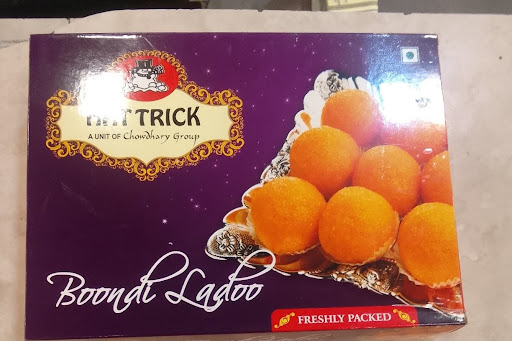 HAT TRICK
A UNIT OF Chowdhary Group
Boondi Ladoo
FRESHLY PACKED